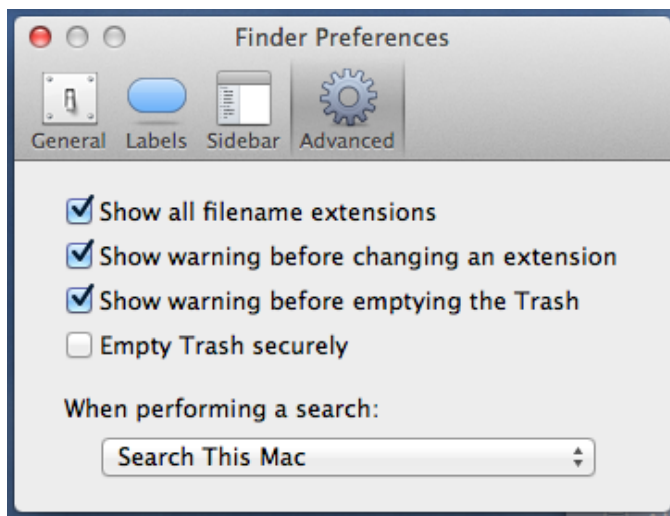 Finder Preferences
General Labels Sidebar Advanced
Show all filename extensions
Show warning before changing an extension
Show warning before emptying the Trash
Empty Trash securely
When performing a search:
Search This Mac